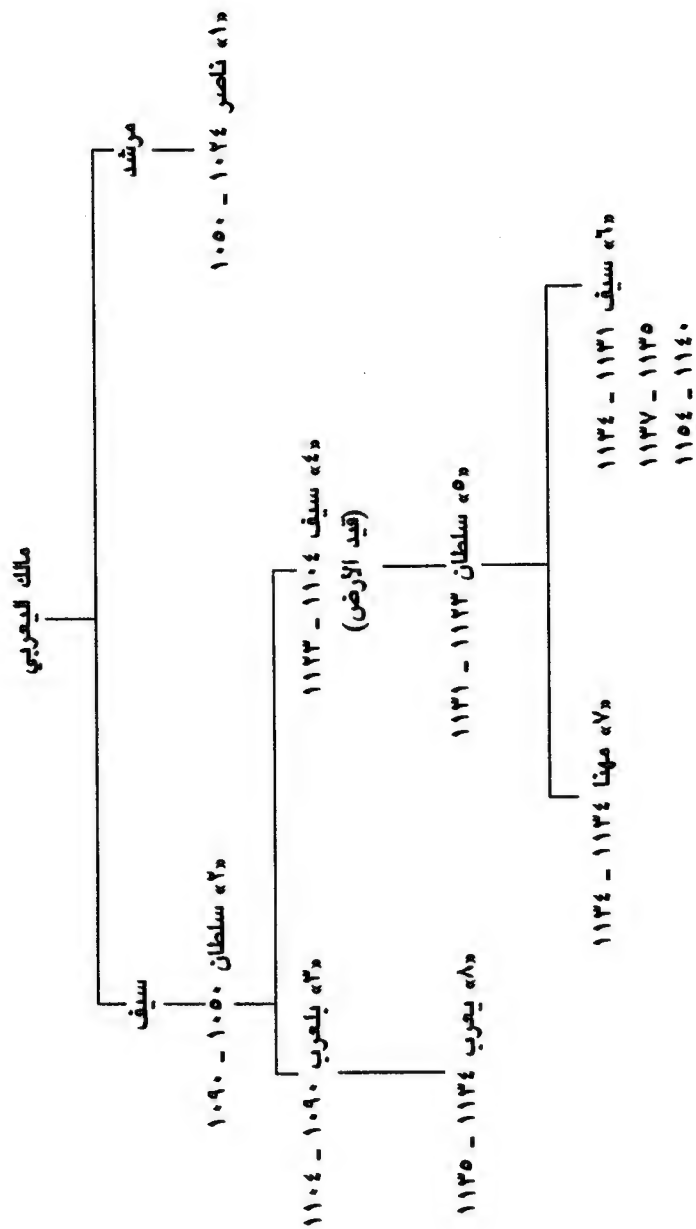 مالك اليعربي
مرشد
«١» ناصر ١٠٢٤ - ١٠٥٠
سيف
«٢» سلطان ١٠٥٠ - ١٠٩٠
«٤» سيف ١١٠٤ - ١١٢٣
(قيد الارض)
«٣» بلعرب ١٠٩٠ - ١١٠٤
«٥» سلطان ١١٢٣ - ١١٣١
«٨» يعرب ١١٣٤ - ١١٣٥
«٦» سيف ١١٣١ - ١١٣٤
١١٣٥ - ١١٣٧
١١٤٠ - ١١٥٤
«٧» مهنا ١١٣٤ - ١١٣٤